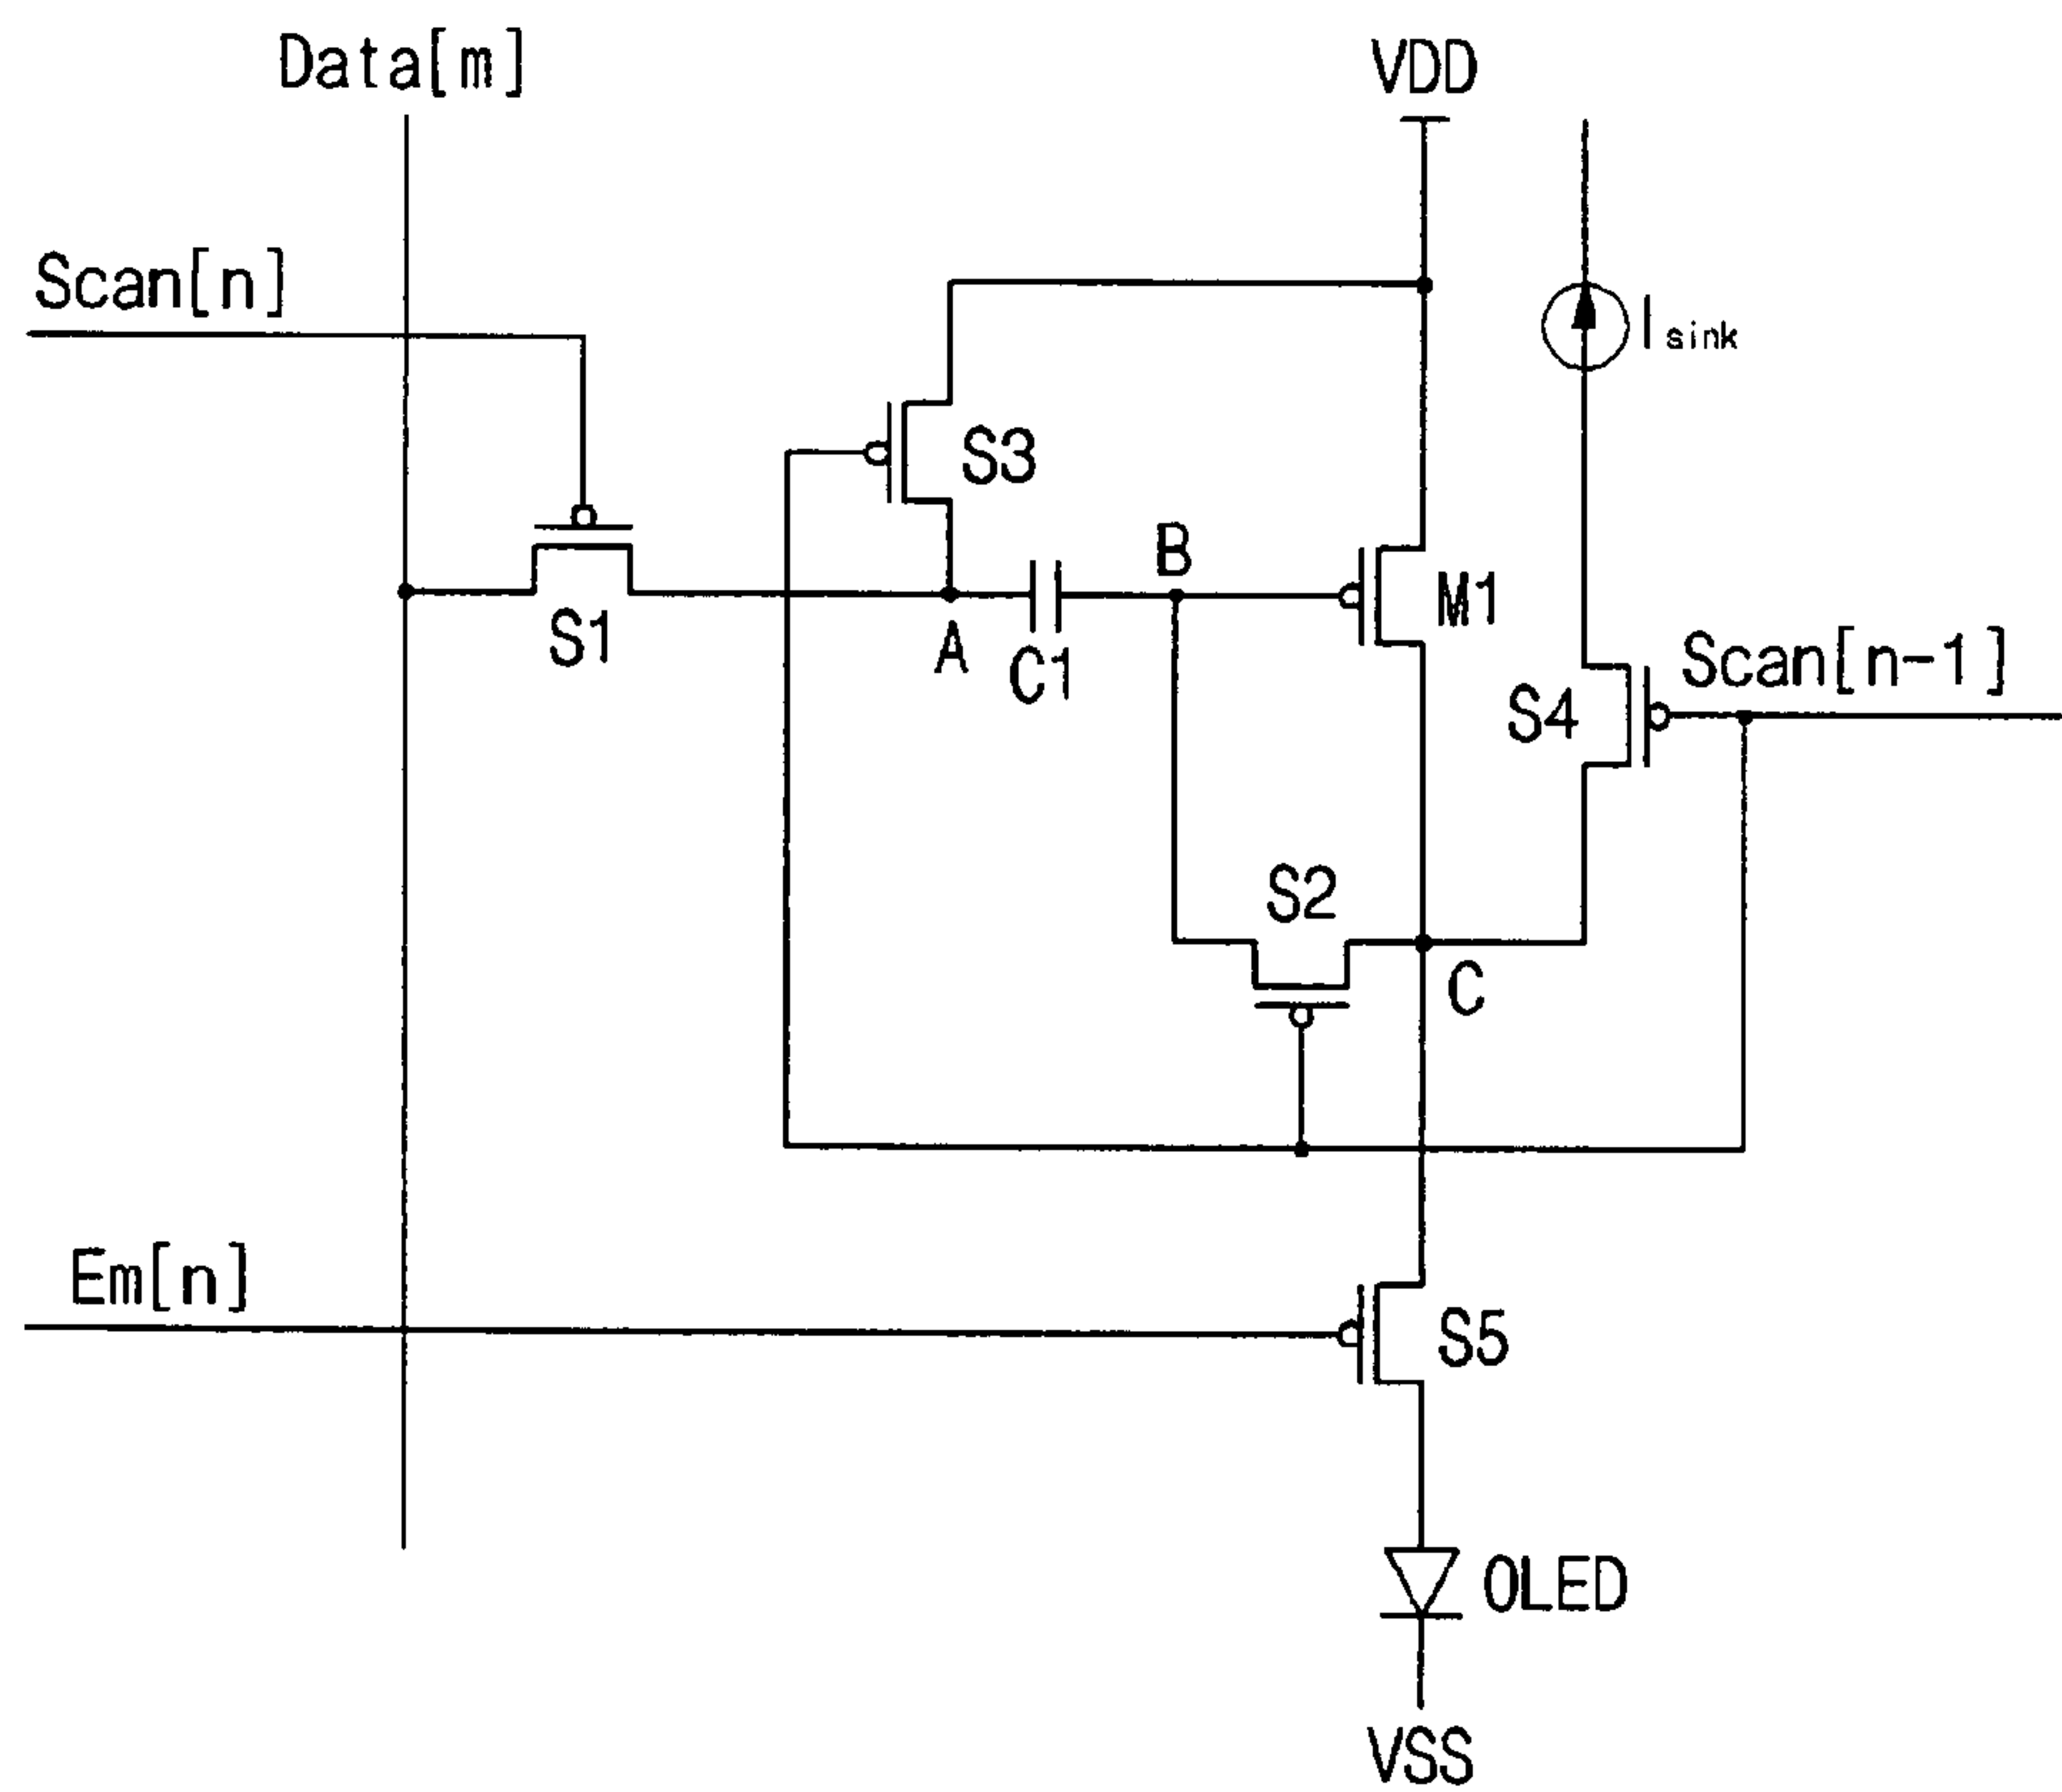 Data[m]
VDD
Scan[n]
Isink
S3
B
M1
S1
A
C1
Scan[n-1]
S4
S2
C
Em[n]
S5
OLED
VSS